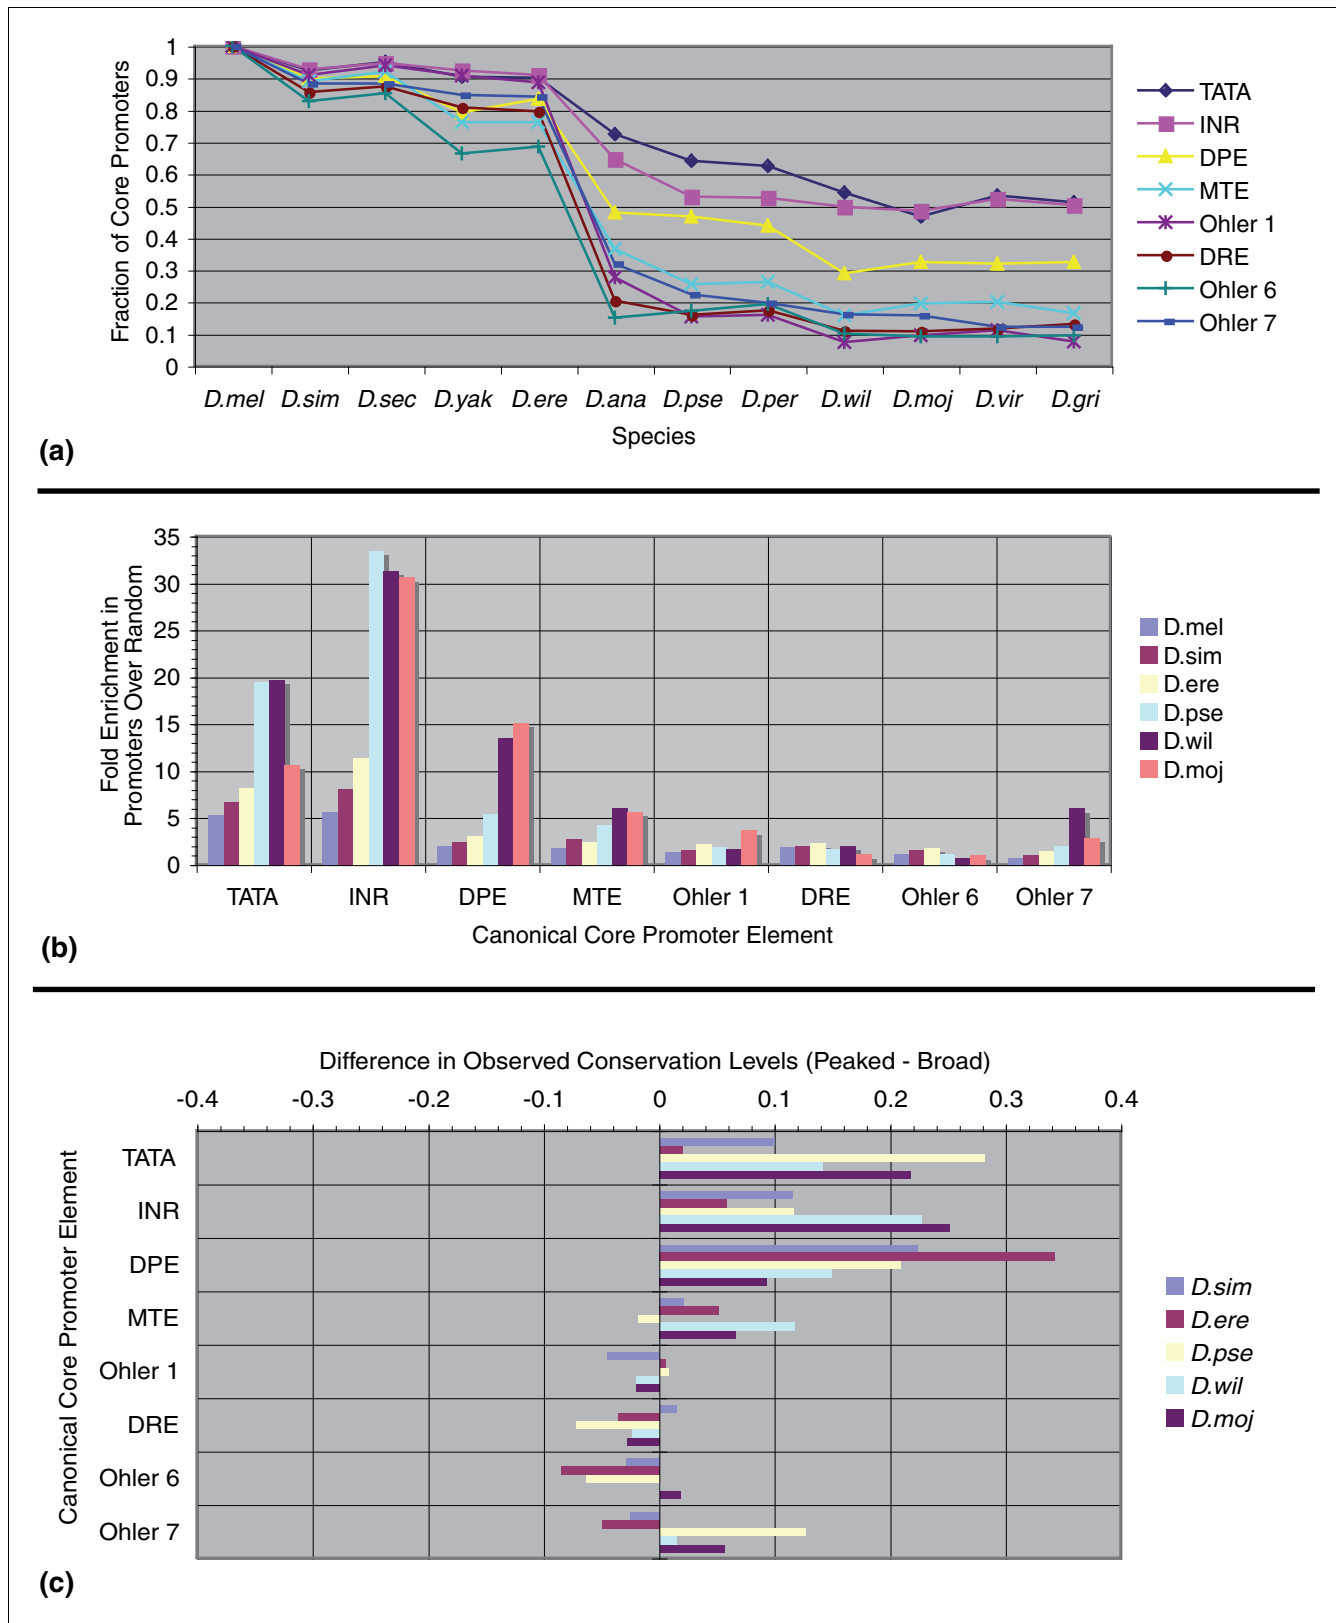 1
0.9
0.8
0.7
0.6
0.5
0.4
0.3
0.2
0.1
0
Fraction of Core Promoters
D.mel D.sim D.sec D.yak D.ere D.ana D.pse D.per D.wil D.moj D.vir D.gri
Species
TATA
INR
DPE
MTE
Ohler 1
DRE
Ohler 6
Ohler 7
(a)
35
30
25
20
15
10
5
0
Fold Enrichment in
Promoters Over Random
TATA INR DPE MTE Ohler 1 DRE Ohler 6 Ohler 7
Canonical Core Promoter Element
D.mel
D.sim
D.ere
D.pse
D.wil
D.moj
(b)
Difference in Observed Conservation Levels (Peaked - Broad)
-0.4 -0.3 -0.2 -0.1 0 0.1 0.2 0.3 0.4
Canonical Core Promoter Element
TATA
INR
DPE
MTE
Ohler 1
DRE
Ohler 6
Ohler 7
D.sim
D.ere
D.pse
D.wil
D.moj
(c)